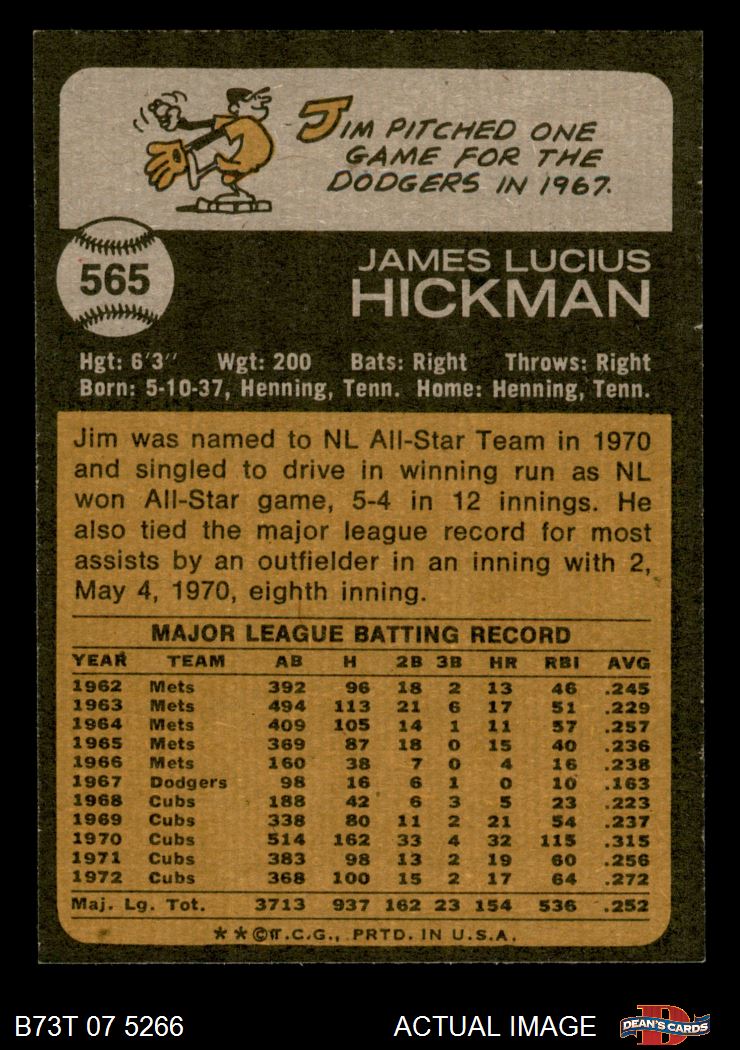 JIM PITCHED ONE
GAME FOR THE
DODGERS IN 1967.
565
JAMES LUCIUS
HICKMAN
Hgt: 6'3" Wgt: 200 Bats: Right Throws: Right
Born: 5-10-37, Henning, Tenn. Home: Henning, Tenn.
Jim was named to NL All-Star Team in 1970
and singled to drive in winning run as NL
won All-Star game, 5-4 in 12 innings. He
also tied the major league record for most
assists by an outfielder in an inning with 2,
May 4, 1970, eighth inning.
MAJOR LEAGUE BATTING RECORD
YEAR TEAM AB H 2B 3B HR RBI AVG
1962 Mets 392 96 18 2 13 46 .245
1963 Mets 494 113 21 6 17 51 .229
1964 Mets 409 105 14 1 11 57 .257
1965 Mets 369 87 18 0 15 40 .236
1966 Mets 160 38 7 0 4 16 .238
1967 Dodgers 98 16 6 1 0 10 .163
1968 Cubs 188 42 6 3 5 23 .223
1969 Cubs 338 80 11 2 21 54 .237
1970 Cubs 514 162 33 4 32 115 .315
1971 Cubs 383 98 13 2 19 60 .256
1972 Cubs 368 100 15 2 17 64 .272
Maj. Lg. Tot. 3713 937 162 23 154 536 .252
**©T.C.G., PRTD. IN U.S.A.
B73T 07 5266 ACTUAL IMAGE D DEAN'S CARDS